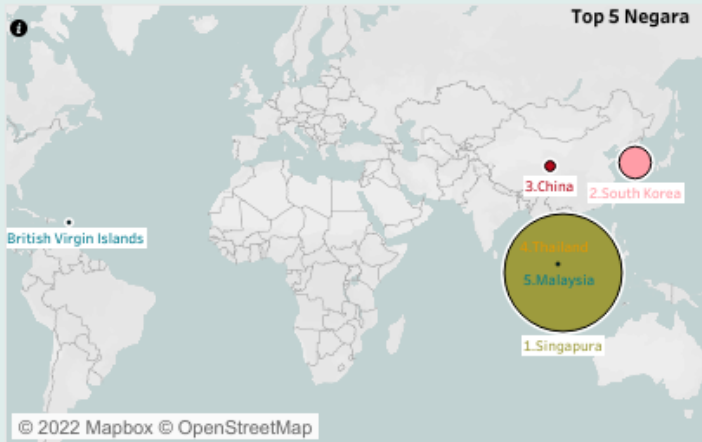 Top 5 Negara
3.China
2.South Korea
British Virgin Islands
4.Thailand
5.Malaysia
1.Singapura
© 2022 Mapbox © OpenStreetMap